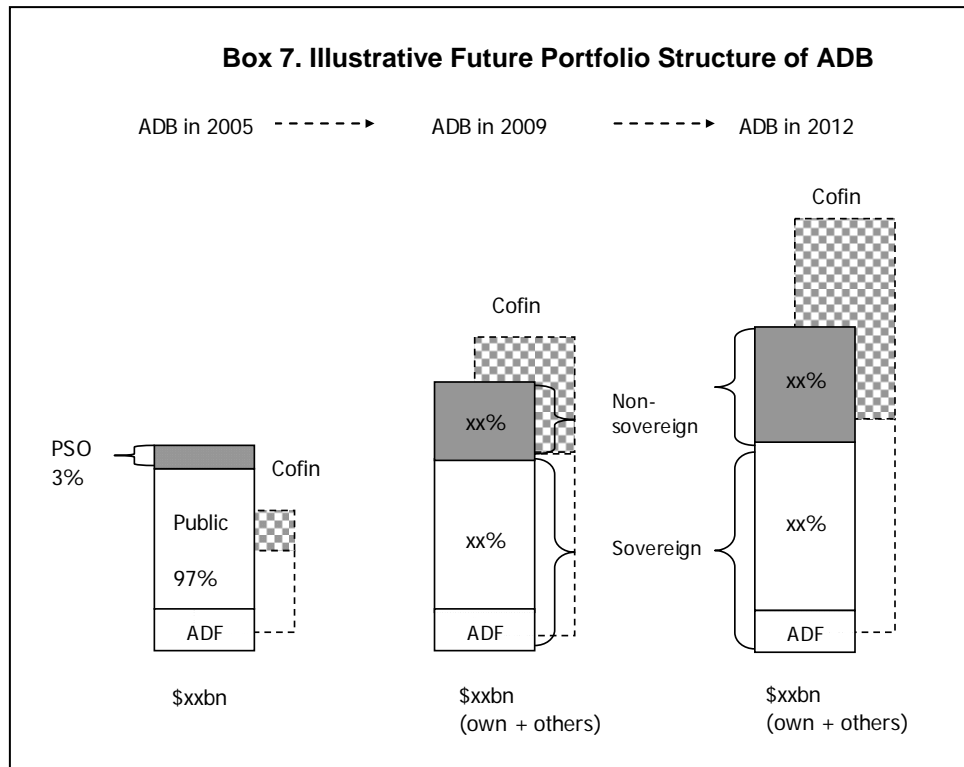 Box 7. Illustrative Future Portfolio Structure of ADB
ADB in 2005
ADB in 2009
ADB in 2012
Cofin
Cofin
xx%
Non-
sovereign
xx%
PSO
3%
Cofin
Public
97%
xx%
Sovereign
xx%
ADF
ADF
ADF
$xxbn
$xxbn
(own + others)
$xxbn
(own + others)